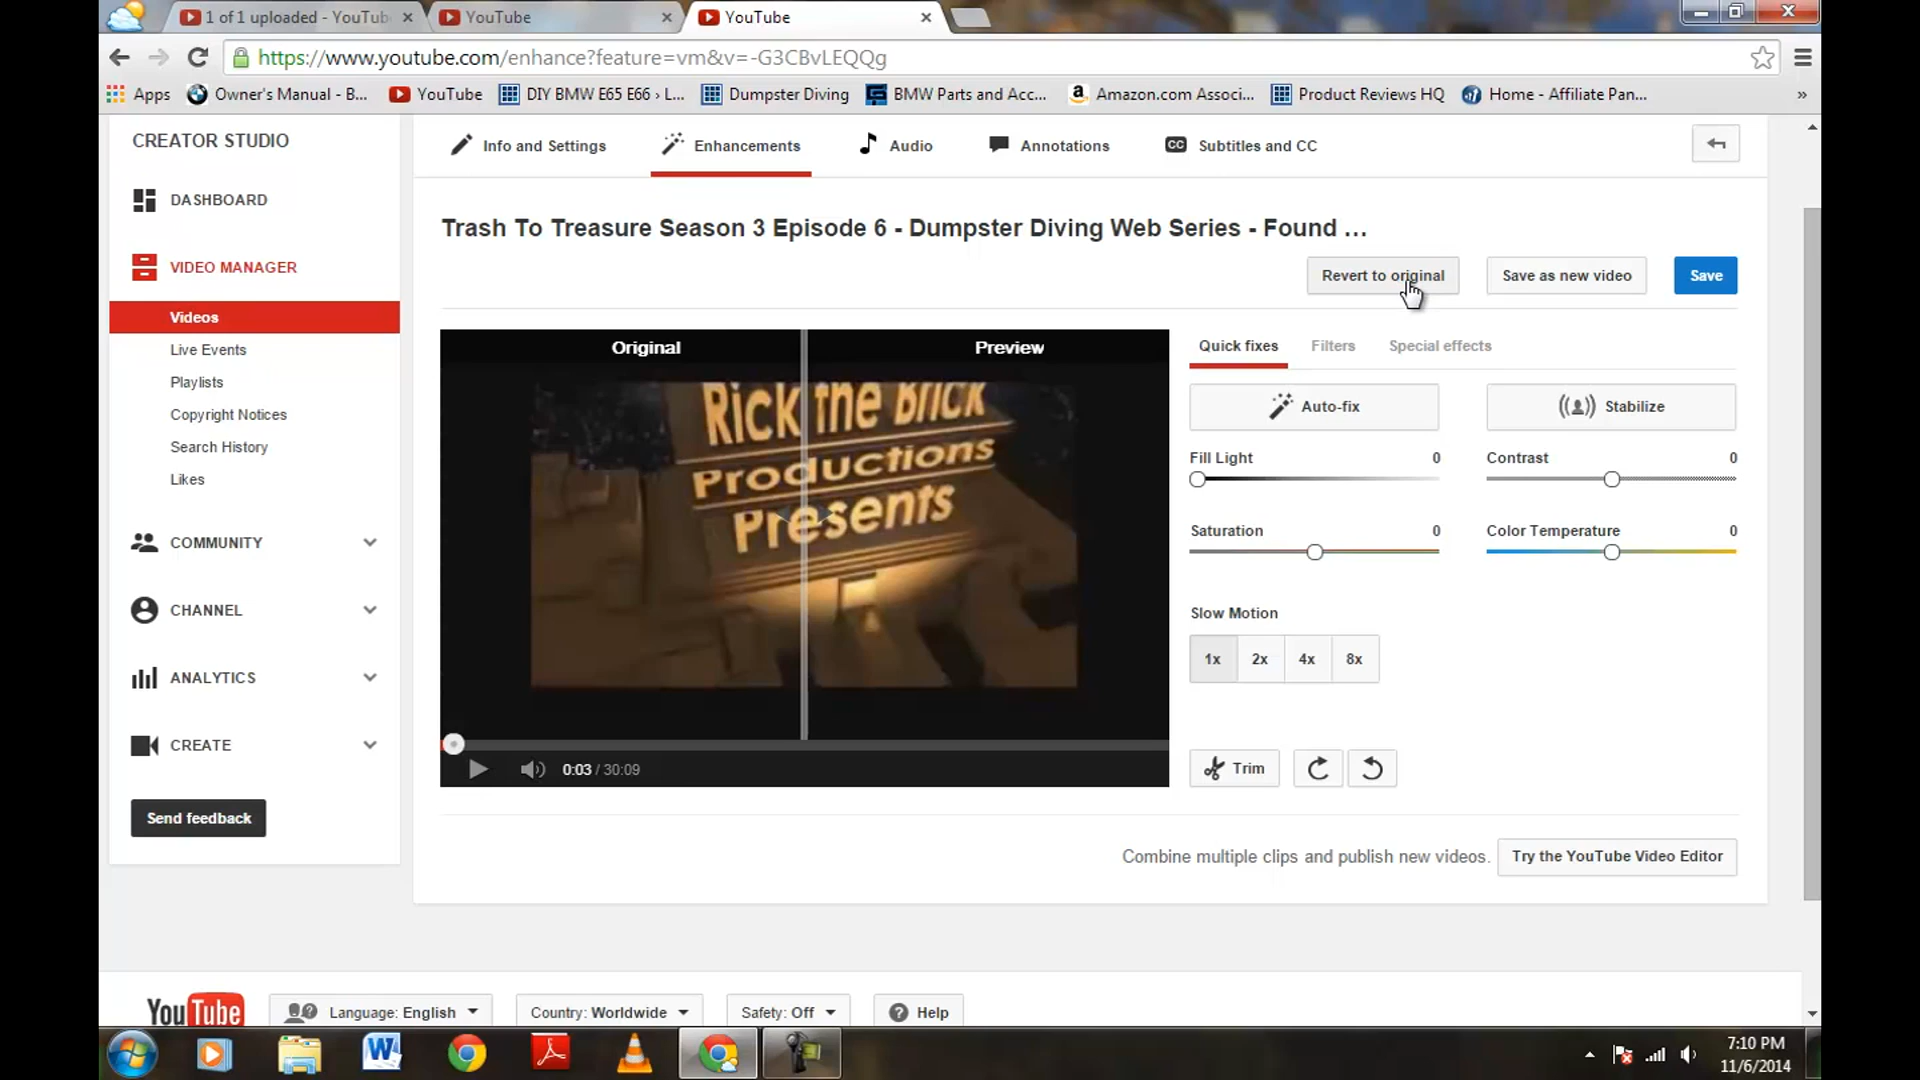 1 of 1 uploaded - YouTub
YouTube
YouTube
https://www.youtube.com/enhance?feature=vm&v=-G3CBvLEQQg
Apps
Owner's Manual - B...
YouTube
DIY BMW E65 E66 › L...
Dumpster Diving
BMW Parts and Acc...
Amazon.com Associ...
Product Reviews HQ
Home - Affiliate Pan...
»
CREATOR STUDIO
DASHBOARD
VIDEO MANAGER
Videos
Live Events
Playlists
Copyright Notices
Search History
Likes
COMMUNITY
CHANNEL
ANALYTICS
CREATE
Send feedback
Info and Settings
Enhancements
Audio
Annotations
CC Subtitles and CC
Trash To Treasure Season 3 Episode 6 - Dumpster Diving Web Series - Found ...
Revert to original
Save as new video
Save
Original
Preview
Rick the Brick
Productions
Presents
0:03 / 30:09
Quick fixes
Filters
Special effects
Auto-fix
Stabilize
Fill Light 0
Contrast 0
Saturation 0
Color Temperature 0
Slow Motion
1x 2x 4x 8x
Trim
Combine multiple clips and publish new videos.
Try the YouTube Video Editor
YouTube
Language: English
Country: Worldwide
Safety: Off
Help
7:10 PM
11/6/2014